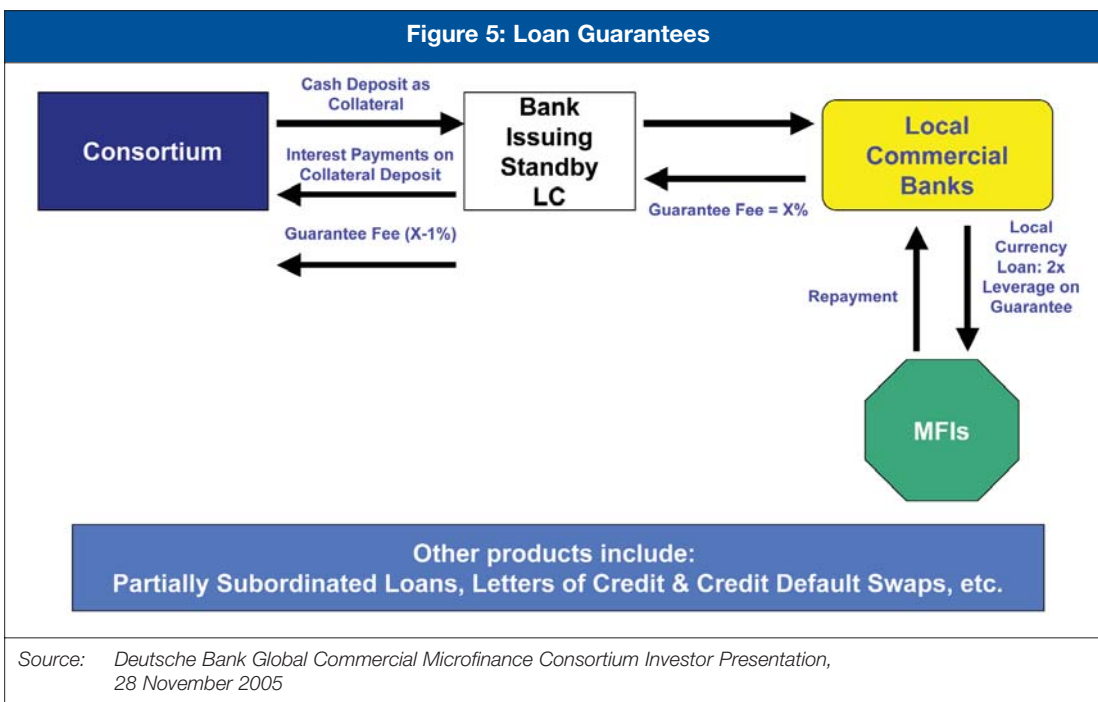 Figure 5: Loan Guarantees
Consortium
Cash Deposit as
Collateral
Interest Payments on
Collateral Deposit
Guarantee Fee (X-1%)
Bank
Issuing
Standby
LC
Guarantee Fee = X%
Local
Commercial
Banks
Repayment
Local
Currency
Loan: 2x
Leverage on
Guarantee
MFIs
Other products include:
Partially Subordinated Loans, Letters of Credit & Credit Default Swaps, etc.
Source: Deutsche Bank Global Commercial Microfinance Consortium Investor Presentation,
28 November 2005